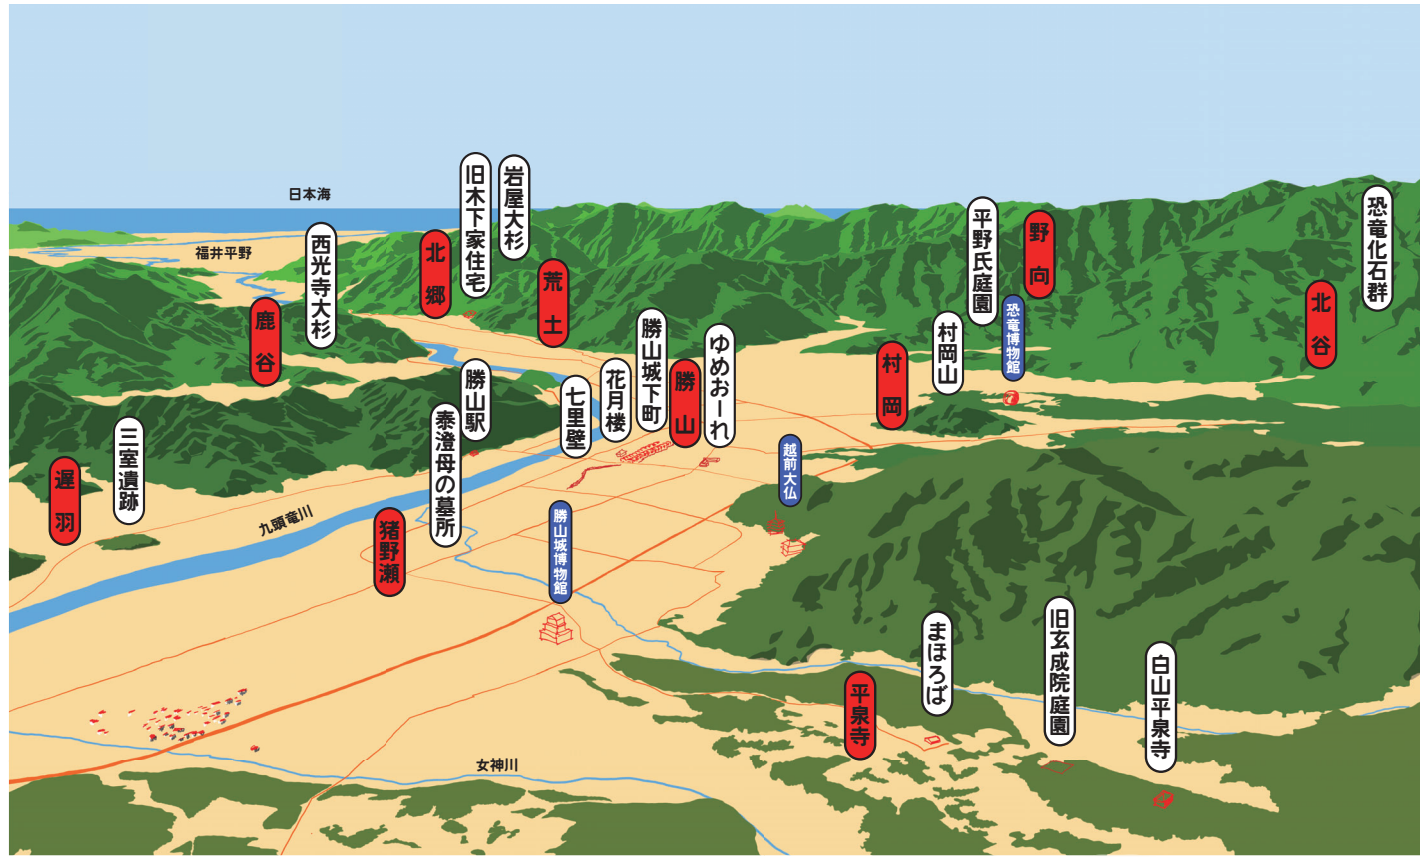 日本海
福井平野
西光寺大杉
鹿谷
北郷
旧木下家住宅
岩屋大杉
荒土
平野氏庭園
野向
恐竜博物館
北谷
恐竜化石群
村岡
村岡山
勝山駅
泰澄母の墓所
七里壁
花月楼
勝山城下町
勝山
ゆめおーれ
越前大仏
遅羽
三室遺跡
九頭竜川
猪野瀬
勝山城博物館
まほろば
平泉寺
旧玄成院庭園
白山平泉寺
女神川